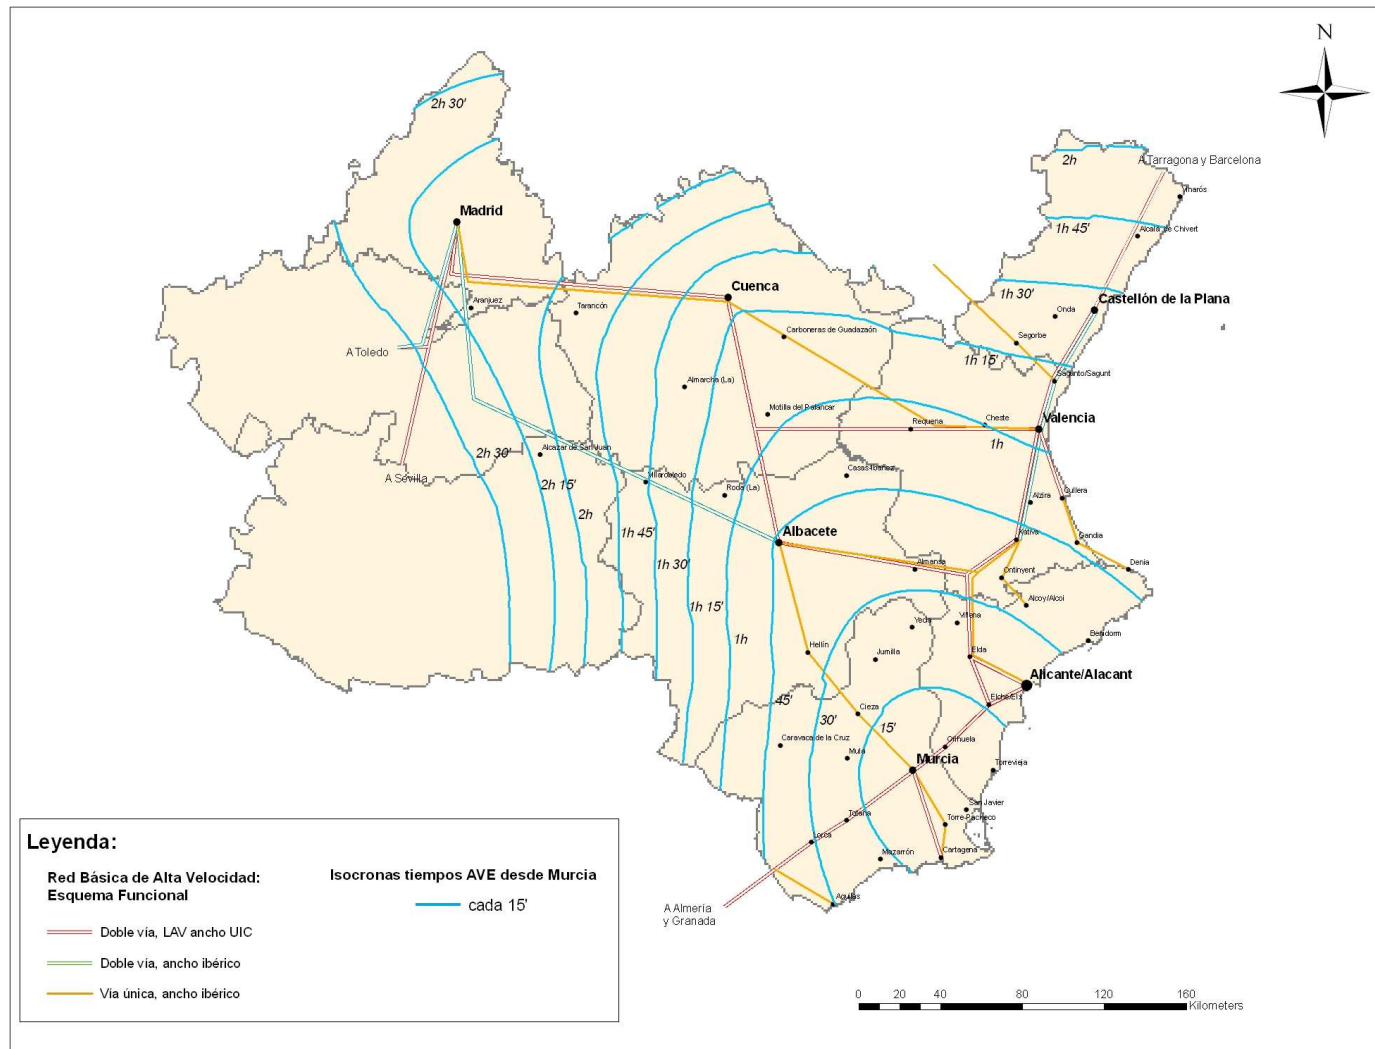 N
2h 30'
2h
A Tarragona y Barcelona
Vinarós
Madrid
1h 45'
Alcalá de Chivert
Cuenca
1h 30'
Castellón de la Plana
Aranjuez
Tarancón
Onda
Carboneras de Guadazaón
Segorbe
A Toledo
1h 15'
Sagunto/Sagunt
Almarcha (La)
Motilla del Palancar
Requena
Cheste
Valencia
1h
2h 30'
Alcazar de San Juan
A Sevilla
2h 15'
Villarobledo
Casas Ibañez
Roda (La)
Alzira
Cullera
2h
1h 45'
Albacete
Xativa
Gandia
1h 30'
Almansa
Denia
Ontinyent
1h 15'
Alcoy/Alcoi
Villena
Yecla
1h
Benidorm
Hellín
Jumilla
Elda
Alicante/Alacant
45'
Elche/Elx
30'
Cieza
15'
Caravaca de la Cruz
Mula
Orihuela
Murcia
Torrevieja
San Javier
Totana
Torre-Pacheco
Lorca
Mazarrón
Cartagena
Aguilas
A Almería
y Granada
Leyenda:
Red Básica de Alta Velocidad:
Esquema Funcional
Doble vía, LAV ancho UIC
Doble vía, ancho ibérico
Vía única, ancho ibérico
Isocronas tiempos AVE desde Murcia
cada 15'
0 20 40 80 120 160
Kilometers